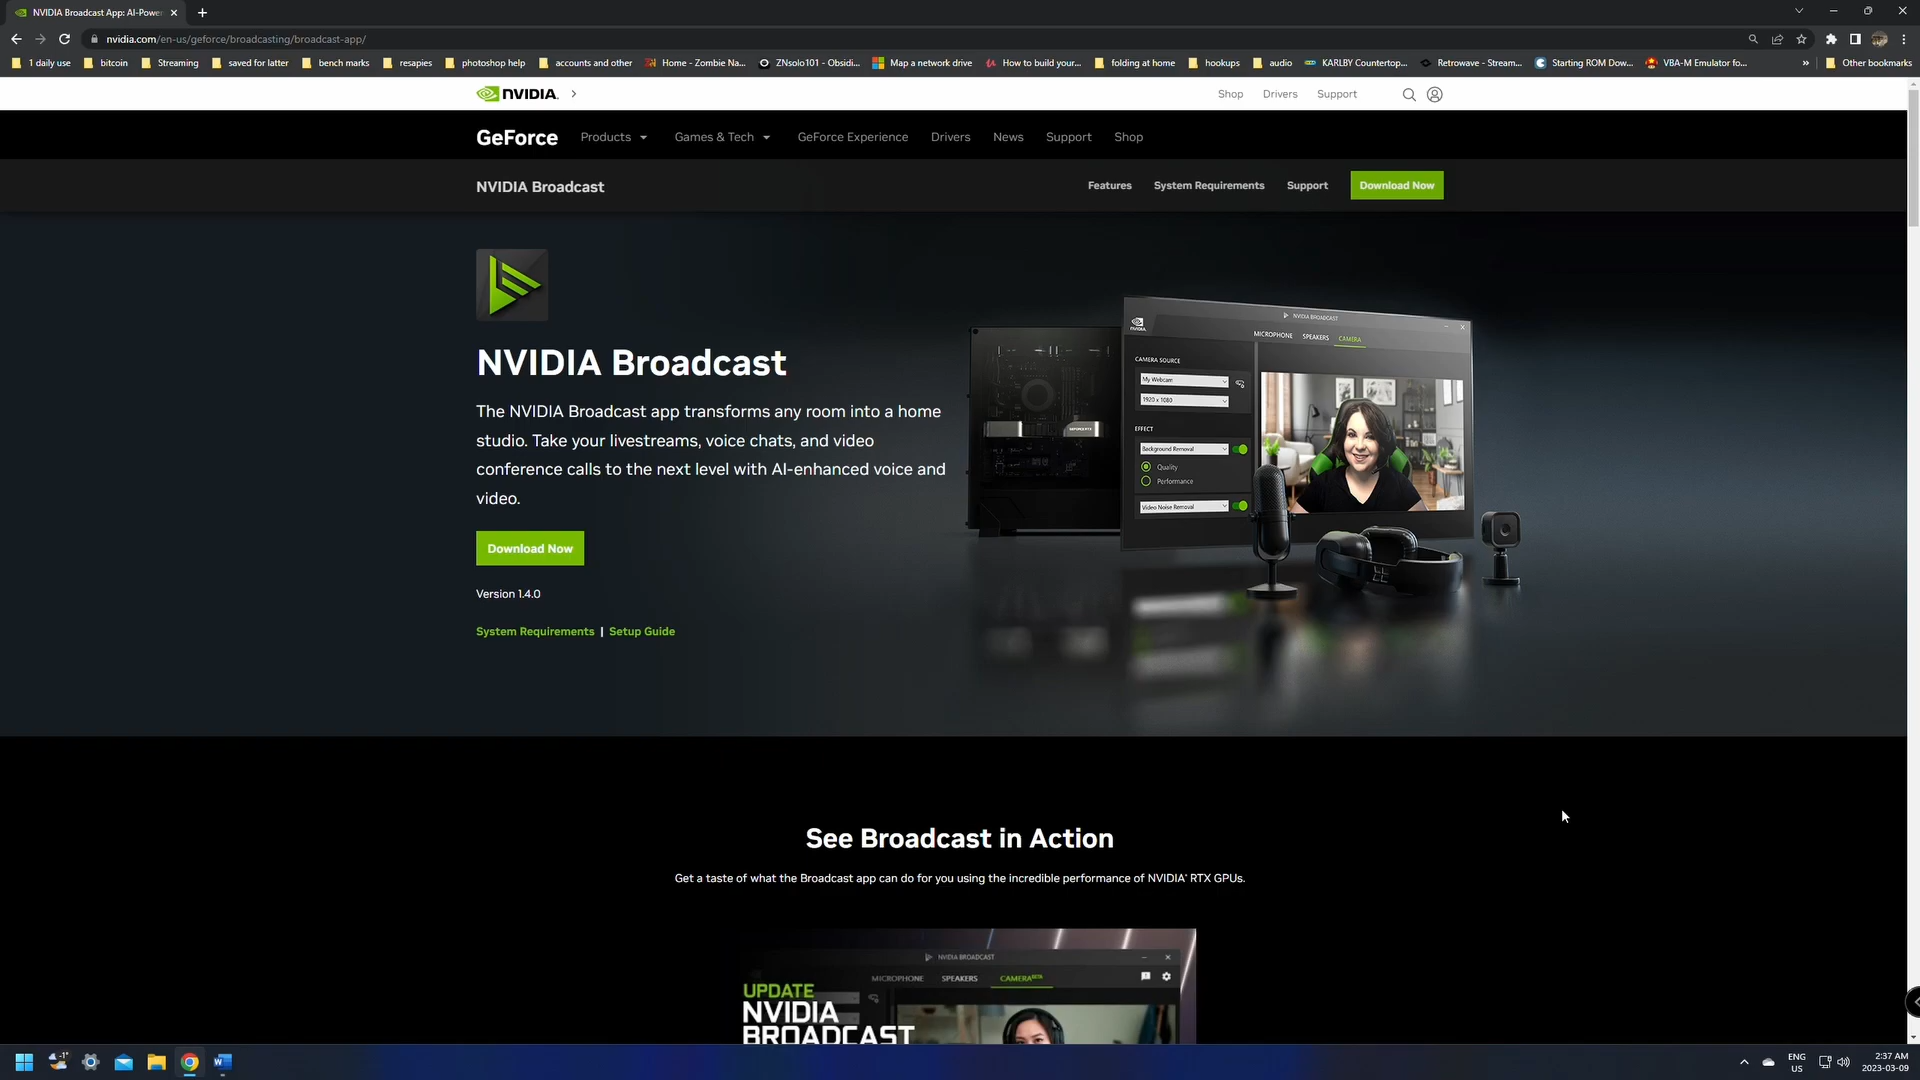 NVIDIA Broadcast App: AI-Power
nvidia.com/en-us/geforce/broadcasting/broadcast-app/
1 daily use
bitcoin
Streaming
saved for latter
bench marks
resapies
photoshop help
accounts and other
Home - Zombie Na...
ZNsolo101 - Obsidi...
Map a network drive
How to build your...
folding at home
hookups
audio
KARLBY Countertop...
Retrowave - Stream...
Starting ROM Dow...
VBA-M Emulator fo...
»
Other bookmarks
NVIDIA.
Shop
Drivers
Support
GeForce
Products
Games & Tech
GeForce Experience
Drivers
News
Support
Shop
NVIDIA Broadcast
Features
System Requirements
Support
Download Now
NVIDIA Broadcast
The NVIDIA Broadcast app transforms any room into a home
studio. Take your livestreams, voice chats, and video
conference calls to the next level with AI-enhanced voice and
video.
Download Now
Version 1.4.0
System Requirements | Setup Guide
NVIDIA
NVIDIA BROADCAST
MICROPHONE
SPEAKERS
CAMERA
CAMERA SOURCE
My Webcam
1920 x 1080
EFFECT
Background Removal
Quality
Performance
Video Noise Removal
GEFORCE RTX
See Broadcast in Action
Get a taste of what the Broadcast app can do for you using the incredible performance of NVIDIA® RTX GPUs.
NVIDIA BROADCAST
MICROPHONE
SPEAKERS
CAMERA BETA
UPDATE
NVIDIA
BROADCAST
-1°
ENG
US
2:37 AM
2023-03-09